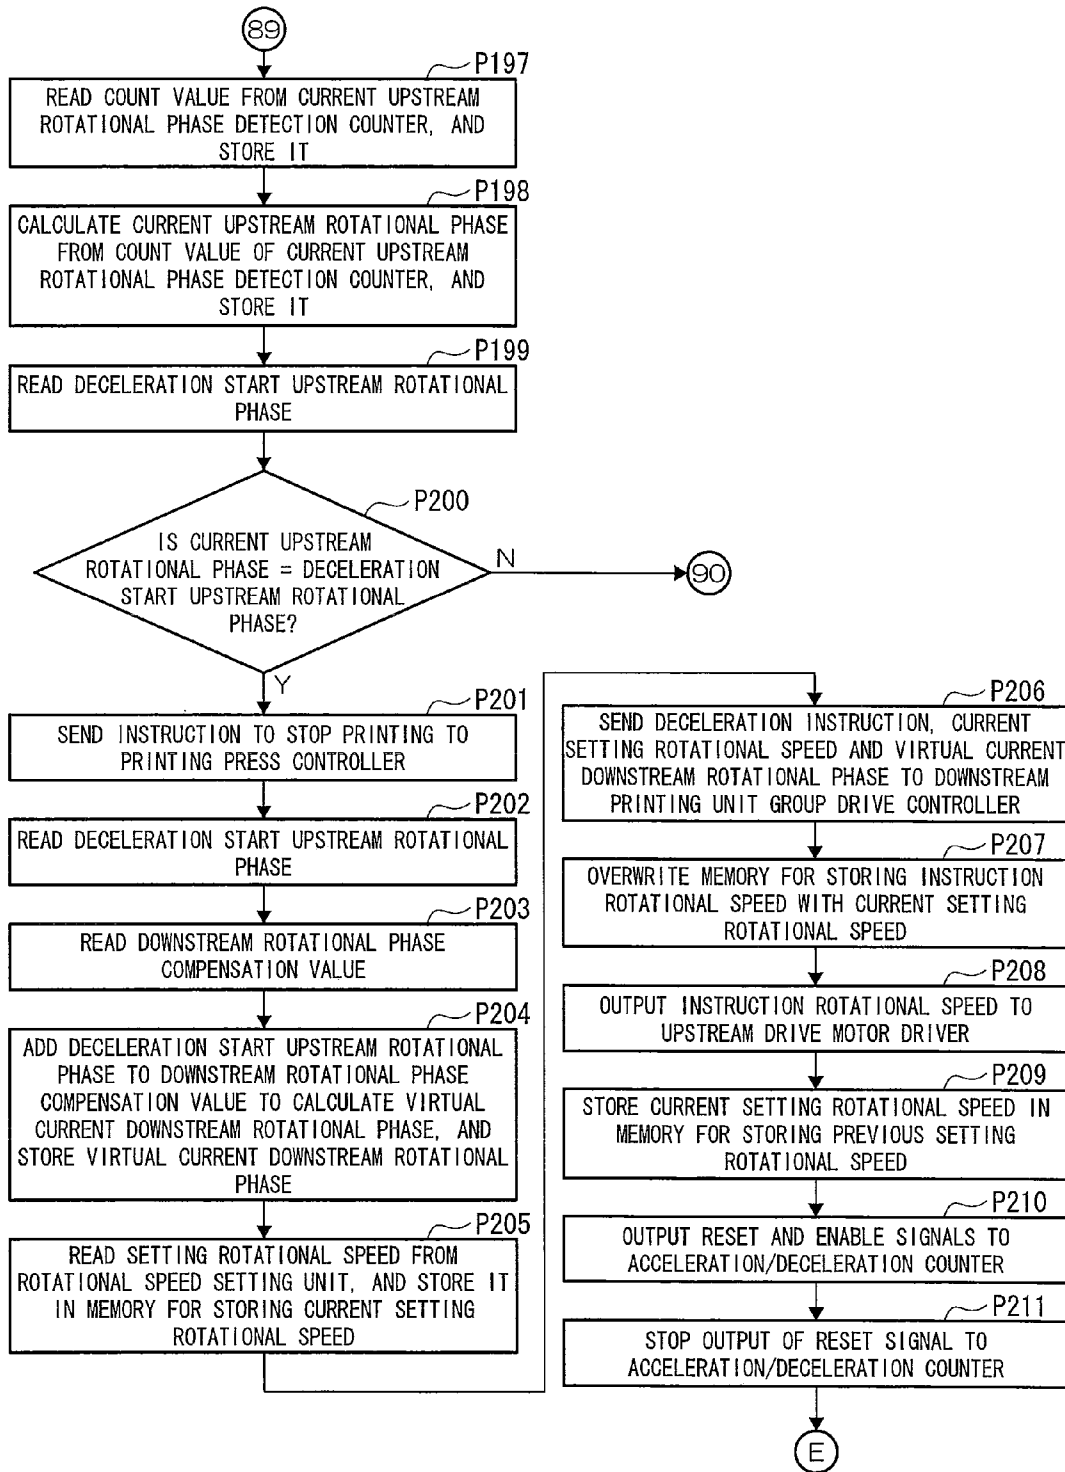 89
P197
READ COUNT VALUE FROM CURRENT UPSTREAM
ROTATIONAL PHASE DETECTION COUNTER, AND
STORE IT
P198
CALCULATE CURRENT UPSTREAM ROTATIONAL PHASE
FROM COUNT VALUE OF CURRENT UPSTREAM
ROTATIONAL PHASE DETECTION COUNTER, AND
STORE IT
P199
READ DECELERATION START UPSTREAM ROTATIONAL
PHASE
P200
IS CURRENT UPSTREAM
ROTATIONAL PHASE = DECELERATION
START UPSTREAM ROTATIONAL
PHASE?
N
90
Y
P201
SEND INSTRUCTION TO STOP PRINTING TO
PRINTING PRESS CONTROLLER
P202
READ DECELERATION START UPSTREAM ROTATIONAL
PHASE
P203
READ DOWNSTREAM ROTATIONAL PHASE
COMPENSATION VALUE
P204
ADD DECELERATION START UPSTREAM ROTATIONAL
PHASE TO DOWNSTREAM ROTATIONAL PHASE
COMPENSATION VALUE TO CALCULATE VIRTUAL
CURRENT DOWNSTREAM ROTATIONAL PHASE, AND
STORE VIRTUAL CURRENT DOWNSTREAM ROTATIONAL
PHASE
P205
READ SETTING ROTATIONAL SPEED FROM
ROTATIONAL SPEED SETTING UNIT, AND STORE IT
IN MEMORY FOR STORING CURRENT SETTING
ROTATIONAL SPEED
P206
SEND DECELERATION INSTRUCTION, CURRENT
SETTING ROTATIONAL SPEED AND VIRTUAL CURRENT
DOWNSTREAM ROTATIONAL PHASE TO DOWNSTREAM
PRINTING UNIT GROUP DRIVE CONTROLLER
P207
OVERWRITE MEMORY FOR STORING INSTRUCTION
ROTATIONAL SPEED WITH CURRENT SETTING
ROTATIONAL SPEED
P208
OUTPUT INSTRUCTION ROTATIONAL SPEED TO
UPSTREAM DRIVE MOTOR DRIVER
P209
STORE CURRENT SETTING ROTATIONAL SPEED IN
MEMORY FOR STORING PREVIOUS SETTING
ROTATIONAL SPEED
P210
OUTPUT RESET AND ENABLE SIGNALS TO
ACCELERATION/DECELERATION COUNTER
P211
STOP OUTPUT OF RESET SIGNAL TO
ACCELERATION/DECELERATION COUNTER
E